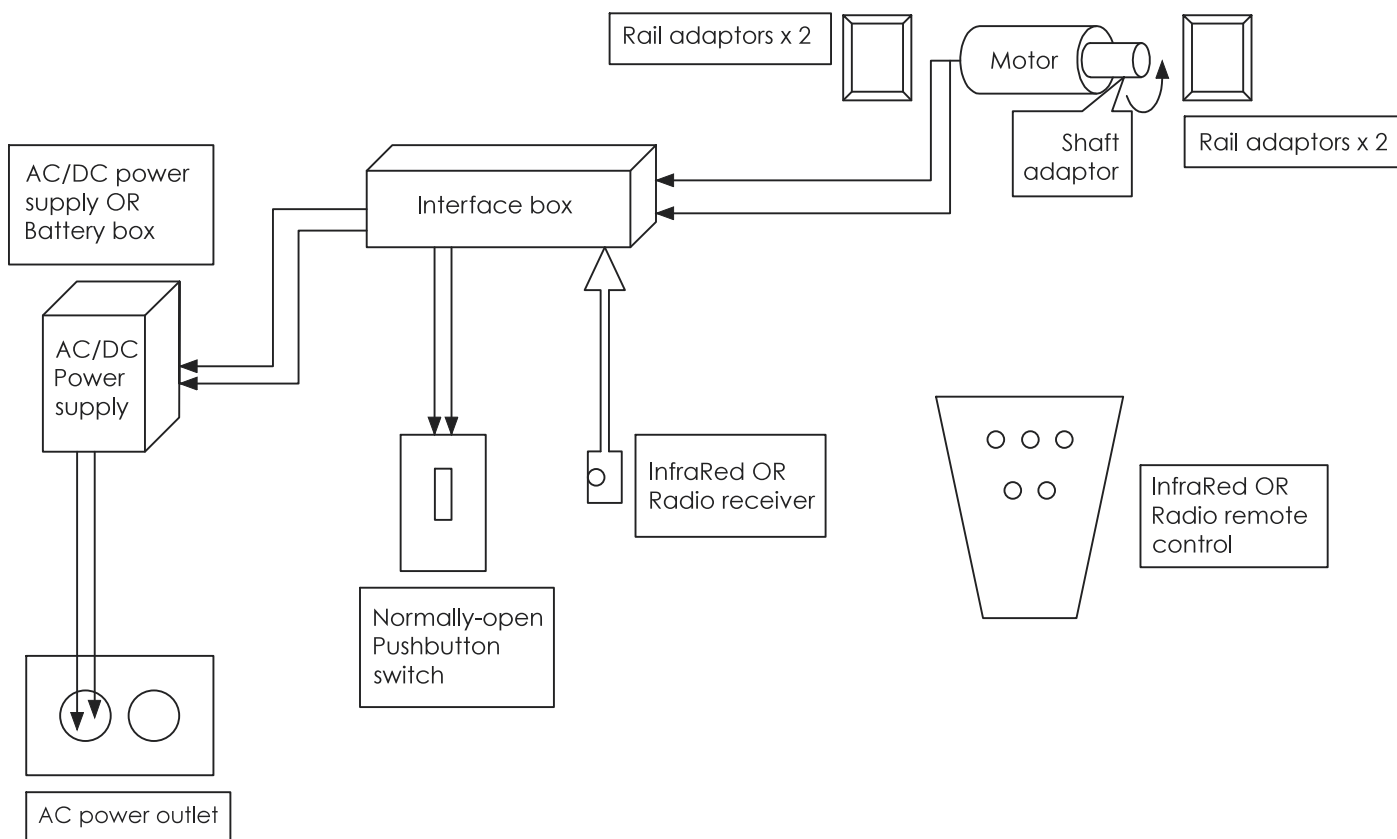 Rail adaptors x 2
Motor
Shaft
adaptor
Rail adaptors x 2
AC/DC power
supply OR
Battery box
Interface box
AC/DC
Power
supply
InfraRed OR
Radio receiver
InfraRed OR
Radio remote
control
Normally-open
Pushbutton
switch
AC power outlet